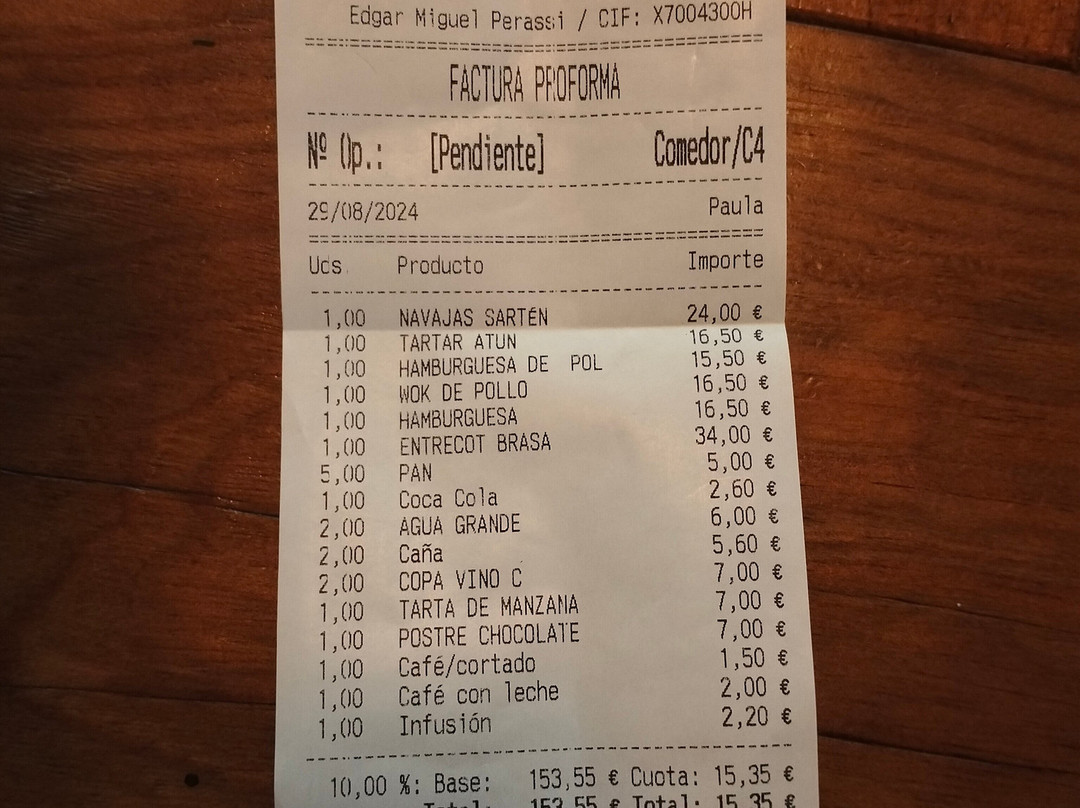 Edgar Miguel Perassi / CIF: X7004300H
FACTURA PROFORMA
Nº Op.: [Pendiente] Comedor/C4
29/08/2024 Paula
Uds. Producto Importe
1,00 NAVAJAS SARTÉN 24,00 €
1,00 TARTAR ATUN 16,50 €
1,00 HAMBURGUESA DE POL 15,50 €
1,00 WOK DE POLLO 16,50 €
1,00 HAMBURGUESA 16,50 €
1,00 ENTRECOT BRASA 34,00 €
5,00 PAN 5,00 €
1,00 Coca Cola 2,60 €
2,00 AGUA GRANDE 6,00 €
2,00 Caña 5,60 €
2,00 COPA VINO C 7,00 €
1,00 TARTA DE MANZANA 7,00 €
1,00 POSTRE CHOCOLATE 7,00 €
1,00 Café/cortado 1,50 €
1,00 Café con leche 2,00 €
1,00 Infusión 2,20 €
10,00 %: Base: 153,55 € Cuota: 15,35 €
Total: 153,55 € Total: 15,35 €